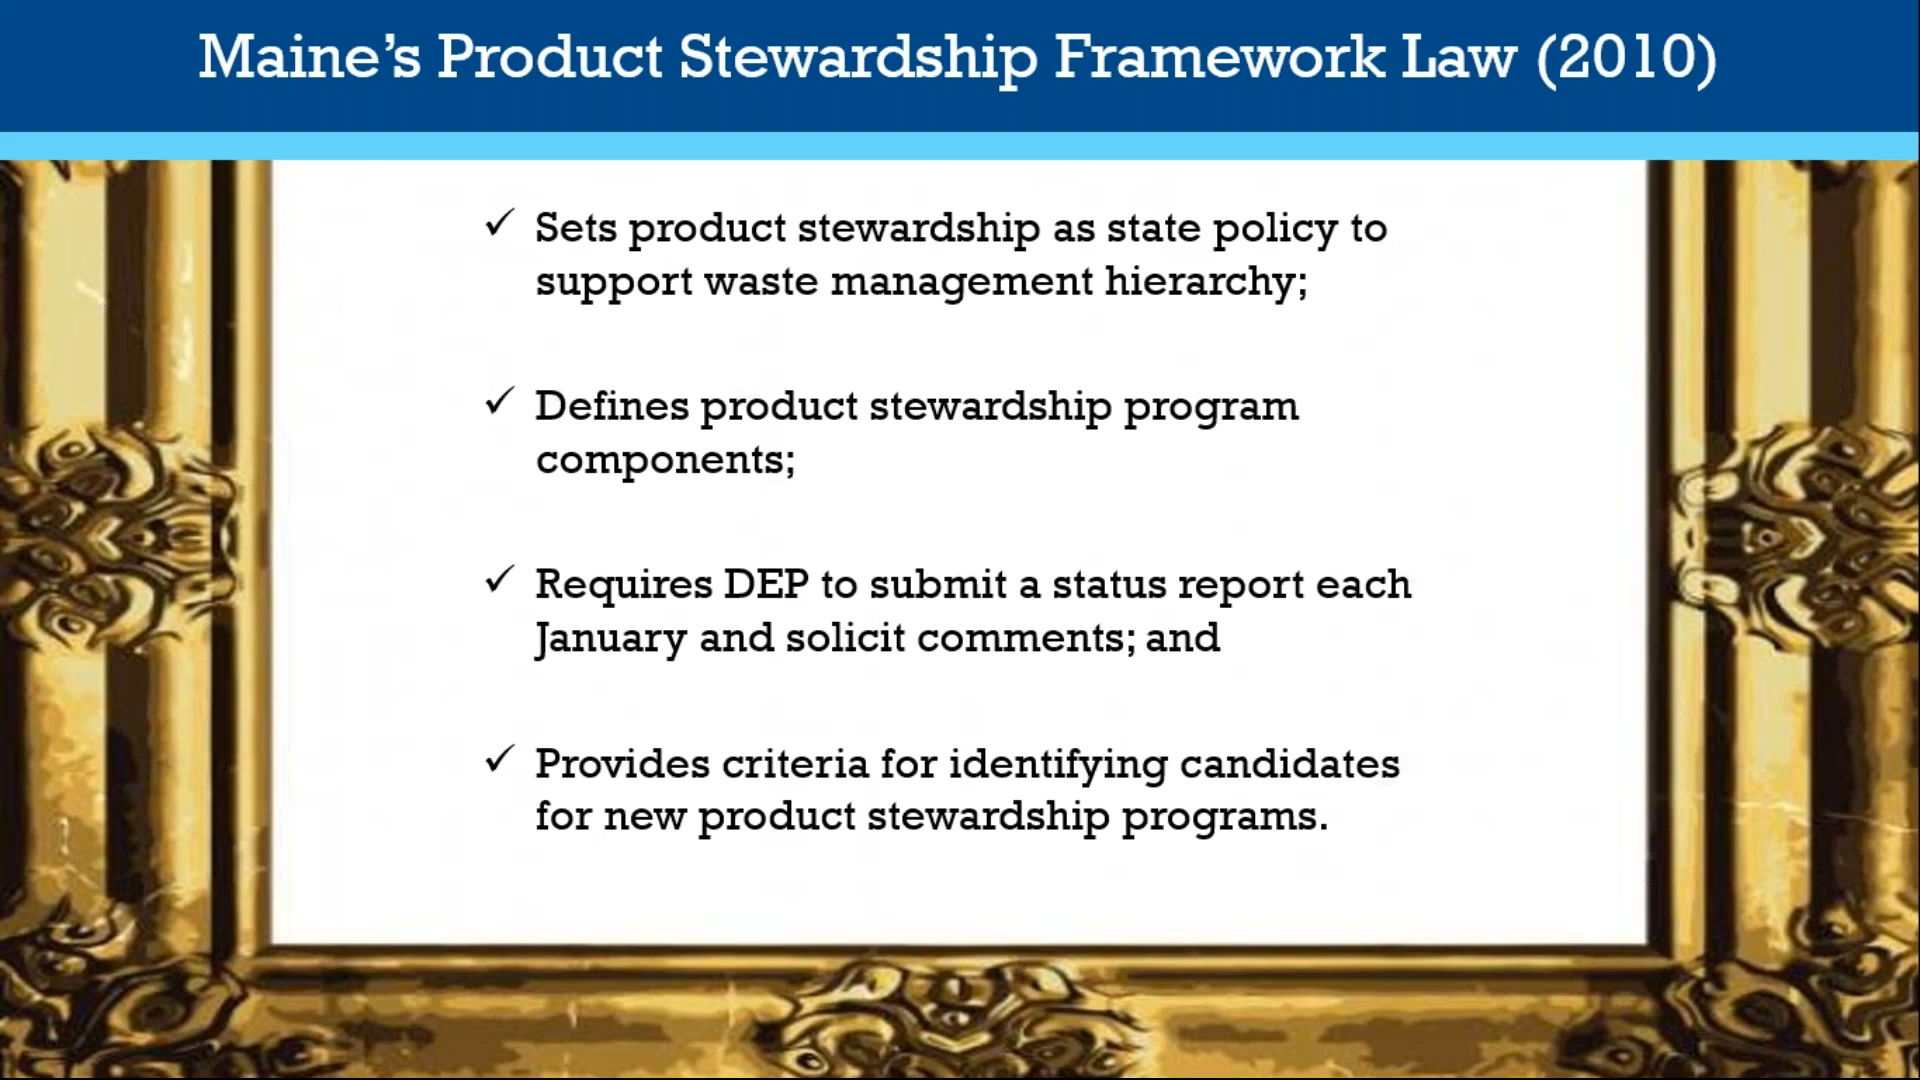 Maine’s Product Stewardship Framework Law (2010)
✓ Sets product stewardship as state policy to
support waste management hierarchy;
✓ Defines product stewardship program
components;
✓ Requires DEP to submit a status report each
January and solicit comments; and
✓ Provides criteria for identifying candidates
for new product stewardship programs.